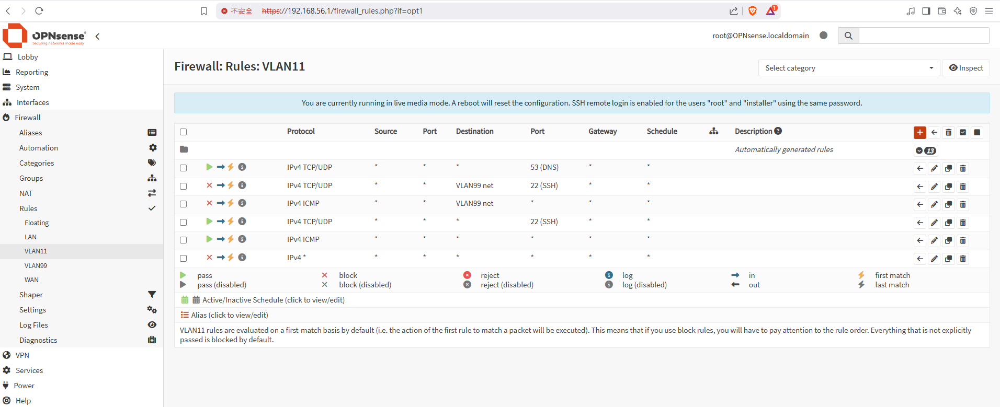 不安全 https://192.168.56.1/firewall_rules.php?if=opt1 1
OPNsense®
Securing networks made easy
root@OPNsense.localdomain
Lobby
Reporting
System
Interfaces
Firewall
Aliases
Automation
Categories
Groups
NAT
Rules
Floating
LAN
VLAN11
VLAN99
WAN
Shaper
Settings
Log Files
Diagnostics
VPN
Services
Power
Help
Firewall: Rules: VLAN11
Select category Inspect
You are currently running in live media mode. A reboot will reset the configuration. SSH remote login is enabled for the users "root" and "installer" using the same password.
Protocol Source Port Destination Port Gateway Schedule Description
Automatically generated rules 13
IPv4 TCP/UDP * * * 53 (DNS) * *
IPv4 TCP/UDP * * VLAN99 net 22 (SSH) * *
IPv4 ICMP * * VLAN99 net * * *
IPv4 TCP/UDP * * * 22 (SSH) * *
IPv4 ICMP * * * * * *
IPv4 * * * * * * *
pass block reject log in first match
pass (disabled) block (disabled) reject (disabled) log (disabled) out last match
Active/Inactive Schedule (click to view/edit)
Alias (click to view/edit)
VLAN11 rules are evaluated on a first-match basis by default (i.e. the action of the first rule to match a packet will be executed). This means that if you use block rules, you will have to pay attention to the rule order. Everything that is not explicitly
passed is blocked by default.